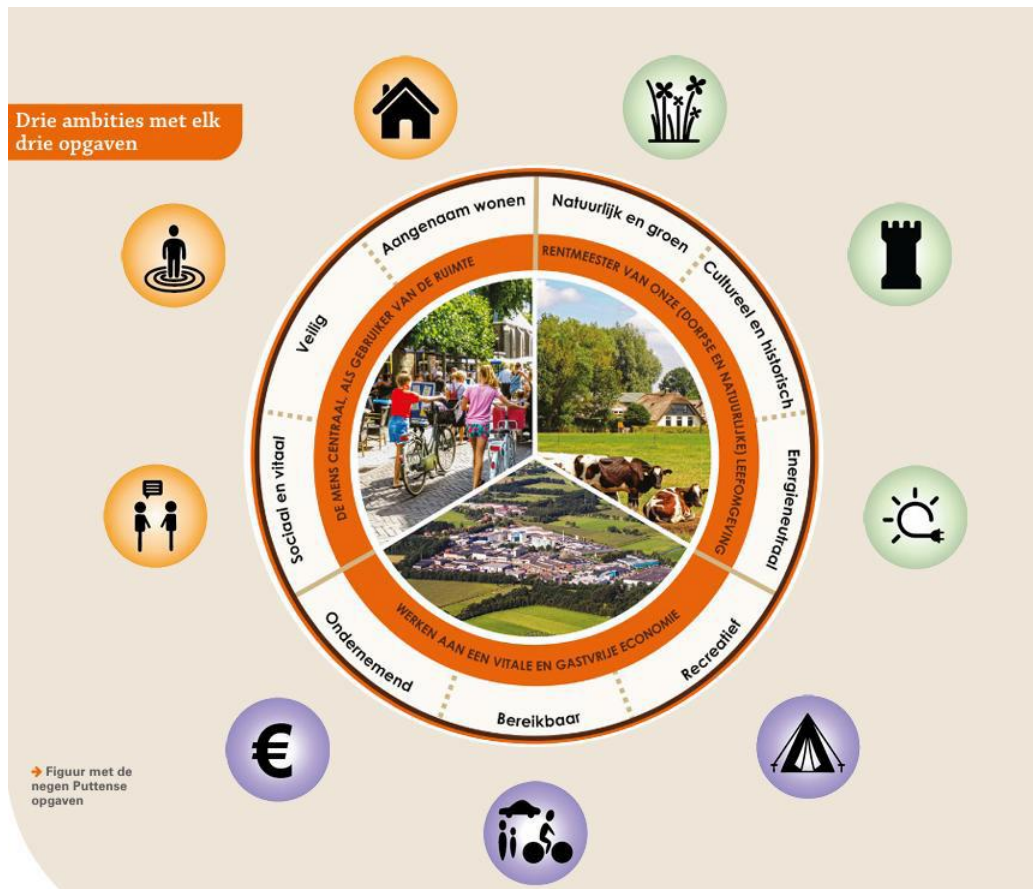 Drie ambities met elk
drie opgaven
Aangenaam wonen
Natuurlijk en groen
Cultureel en historisch
Energieneutraal
Recreatief
Bereikbaar
Ondernemend
Sociaal en vitaal
Veilig
DE MENS CENTRAAL, ALS GEBRUIKER VAN DE RUIMTE
RENTMEESTER VAN ONZE (DORPSE EN NATUURLIJKE) LEEFOMGEVING
WERKEN AAN EEN VITALE EN GASTVRIJE ECONOMIE
€
→ Figuur met de
negen Puttense
opgaven